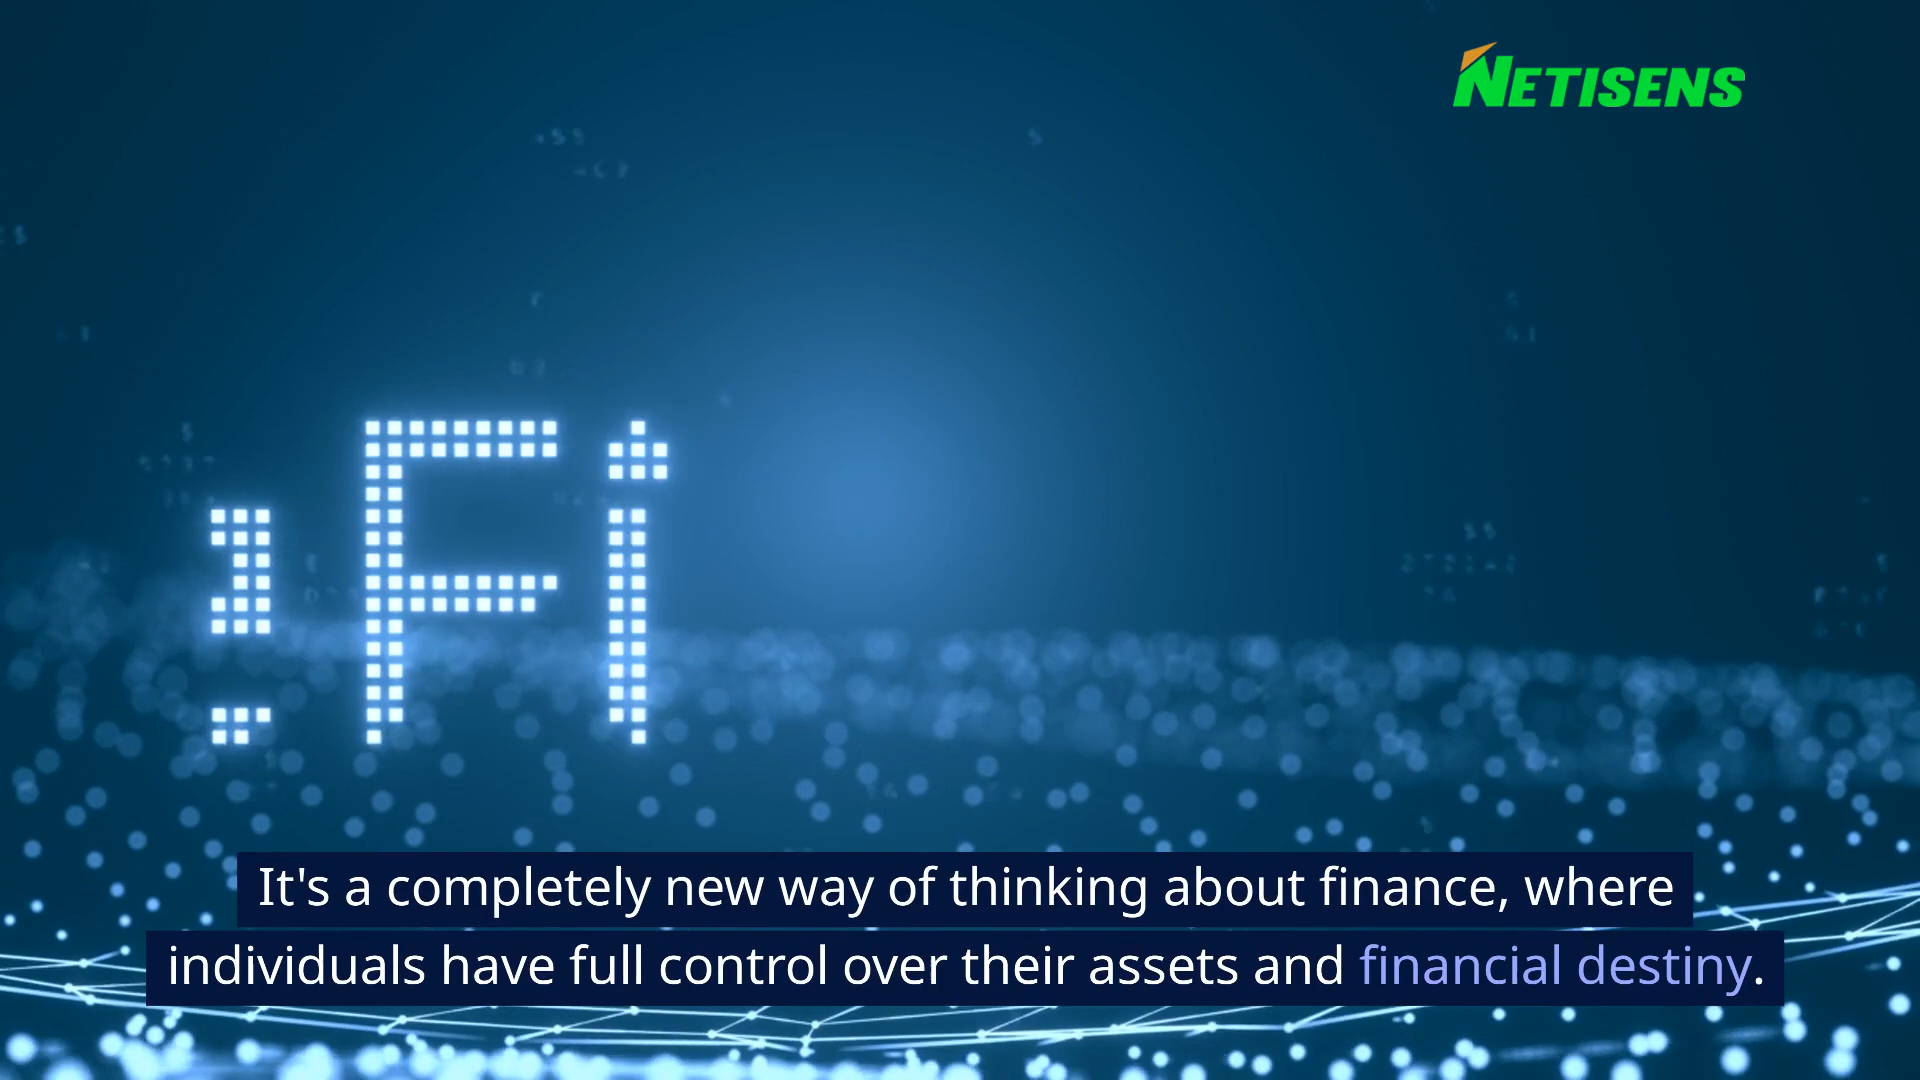 NETISENS
Fi
It's a completely new way of thinking about finance, where
individuals have full control over their assets and financial destiny.